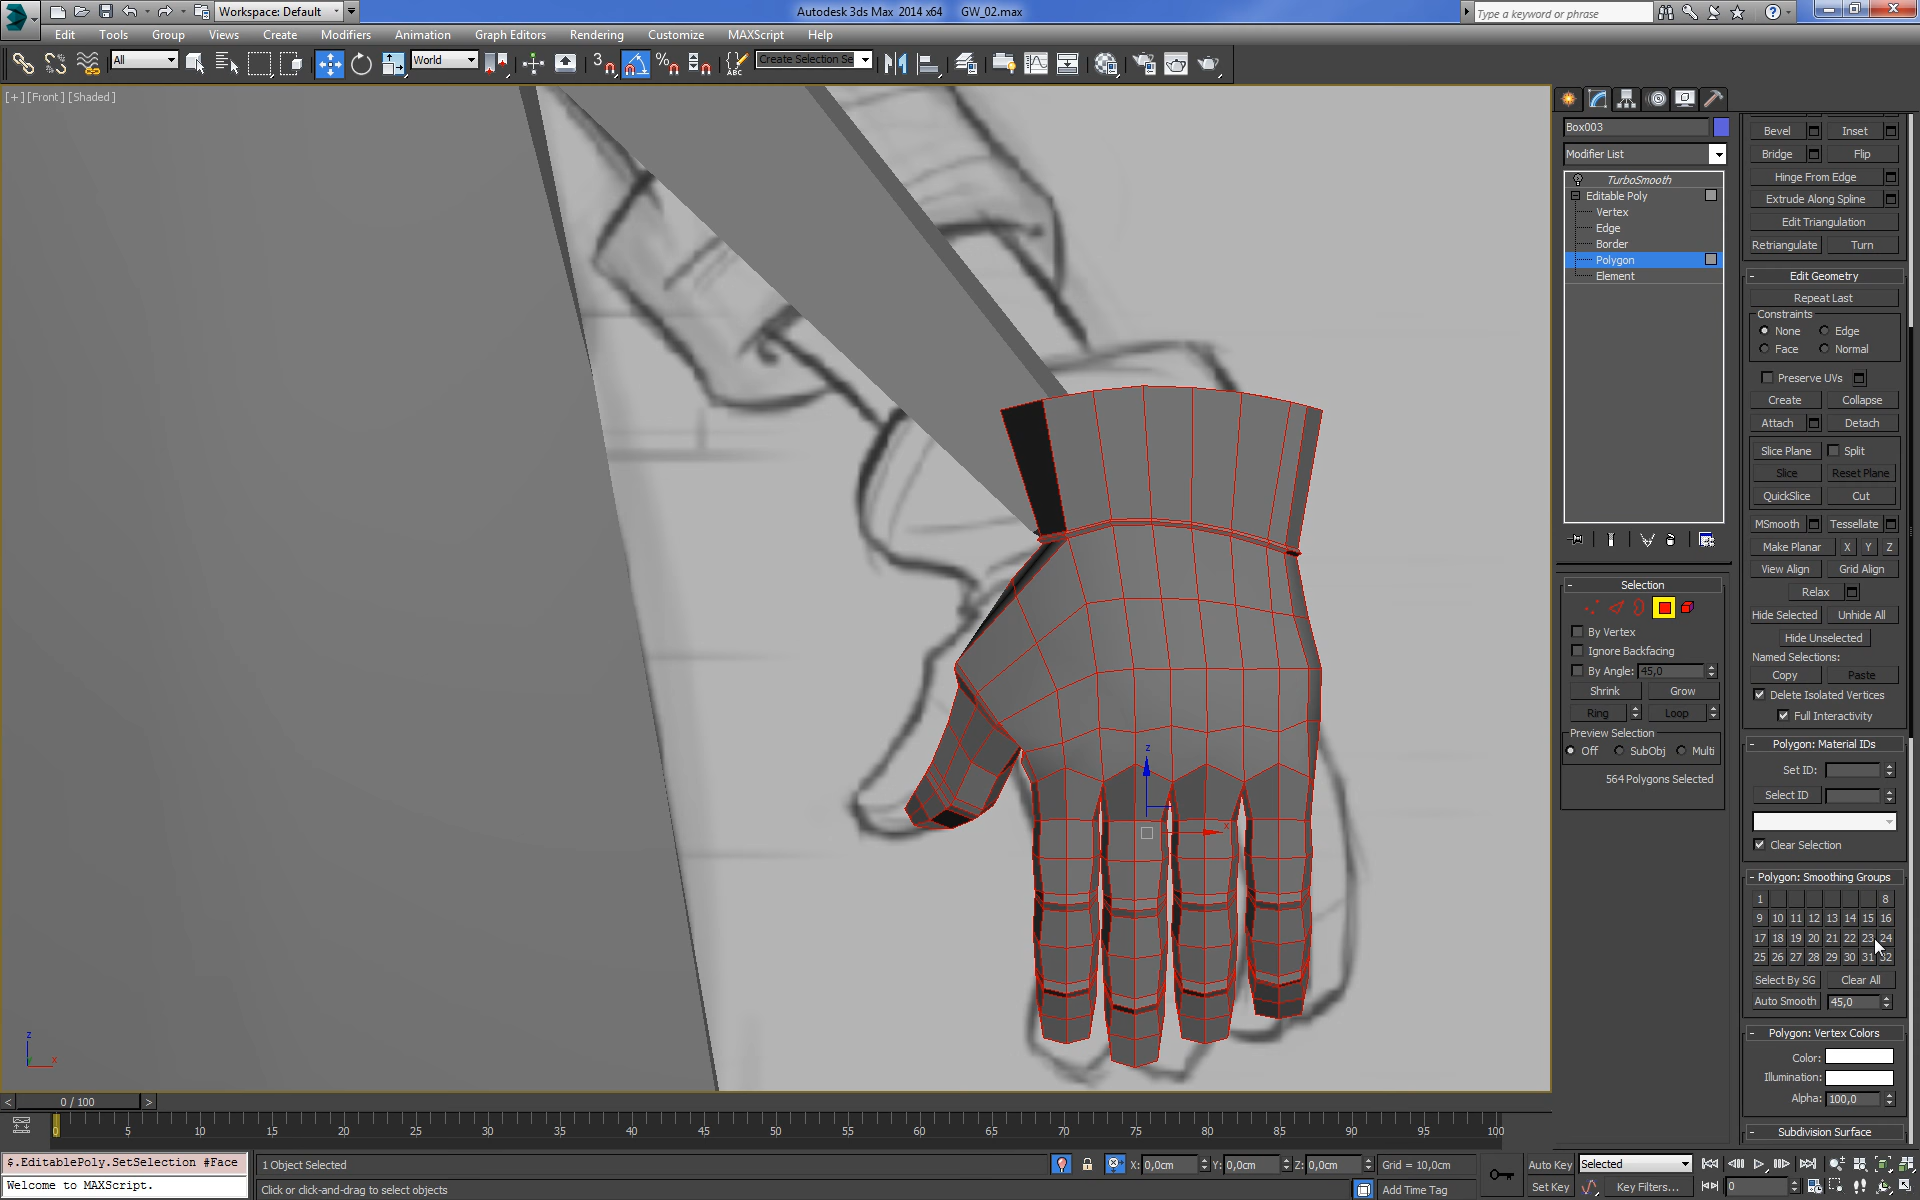 Workspace: Default
Autodesk 3ds Max 2014 x64 GW_02.max
Type a keyword or phrase
Edit Tools Group Views Create Modifiers Animation Graph Editors Rendering Customize MAXScript Help
All
World
3
Create Selection Se
[+] [Front] [Shaded]
Box003
Modifier List
TurboSmooth
Editable Poly
Vertex
Edge
Border
Polygon
Element
Selection
By Vertex
Ignore Backfacing
By Angle: 45,0
Shrink Grow
Ring Loop
Preview Selection
Off SubObj Multi
564 Polygons Selected
Bevel Inset
Bridge Flip
Hinge From Edge
Extrude Along Spline
Edit Triangulation
Retriangulate Turn
Edit Geometry
Repeat Last
Constraints
None Edge
Face Normal
Preserve UVs
Create Collapse
Attach Detach
Slice Plane Split
Slice Reset Plane
QuickSlice Cut
MSmooth Tessellate
Make Planar X Y Z
View Align Grid Align
Relax
Hide Selected Unhide All
Hide Unselected
Named Selections:
Copy Paste
Delete Isolated Vertices
Full Interactivity
Polygon: Material IDs
Set ID:
Select ID
Clear Selection
Polygon: Smoothing Groups
1 8
9 10 11 12 13 14 15 16
17 18 19 20 21 22 23 24
25 26 27 28 29 30 31 32
Select By SG Clear All
Auto Smooth 45,0
Polygon: Vertex Colors
Color:
Illumination:
Alpha: 100,0
Subdivision Surface
z
x
z
x
< 0 / 100 >
0 5 10 15 20 25 30 35 40 45 50 55 60 65 70 75 80 85 90 95 100
$.EditablePoly.SetSelection #Face
Welcome to MAXScript.
1 Object Selected
Click or click-and-drag to select objects
X: 0,0cm Y: 0,0cm Z: 0,0cm Grid = 10,0cm
Add Time Tag
Auto Key Selected
Set Key Key Filters...
0